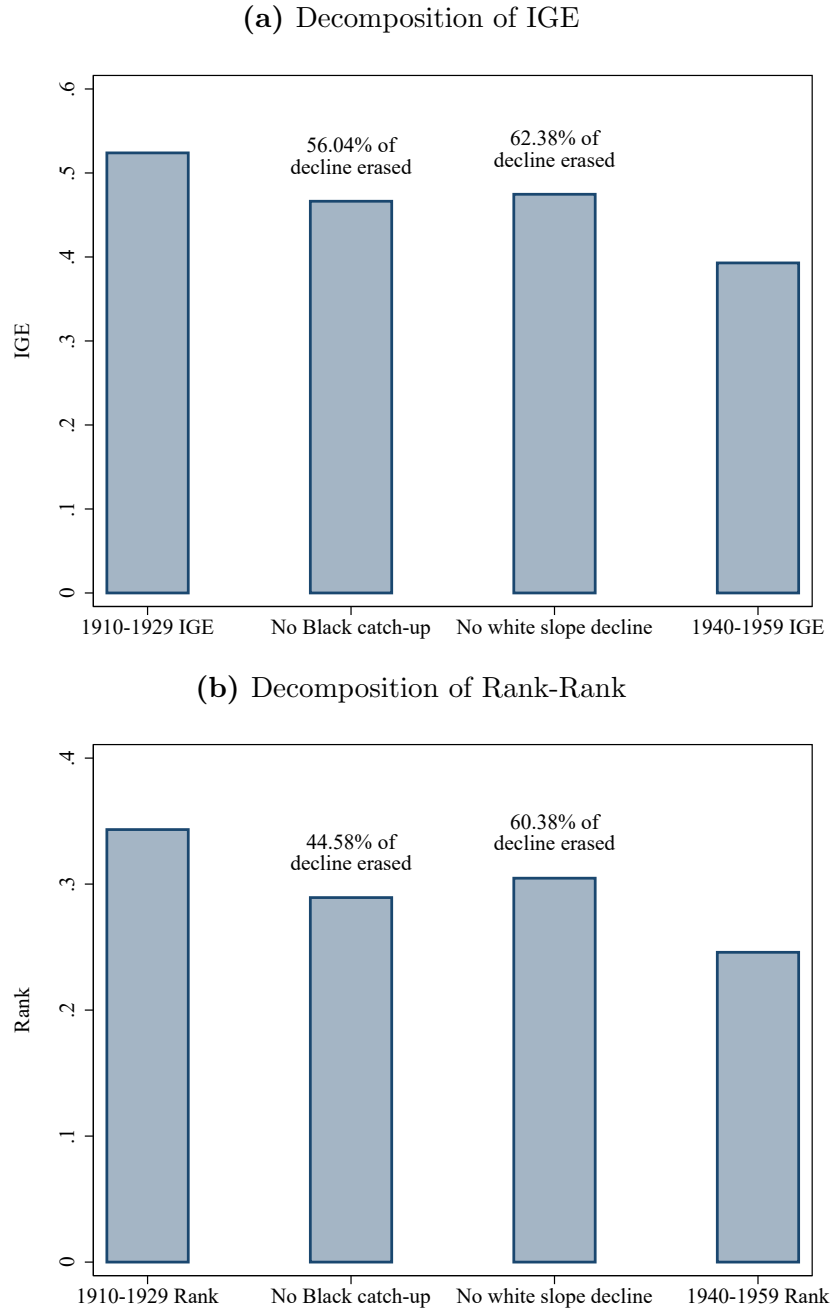 (a) Decomposition of IGE
.6
56.04% of
decline erased
62.38% of
decline erased
.5
.4
.3
.2
.1
0
IGE
1910-1929 IGE
No Black catch-up
No white slope decline
1940-1959 IGE
(b) Decomposition of Rank-Rank
.4
44.58% of
decline erased
60.38% of
decline erased
.3
.2
.1
0
Rank
1910-1929 Rank
No Black catch-up
No white slope decline
1940-1959 Rank